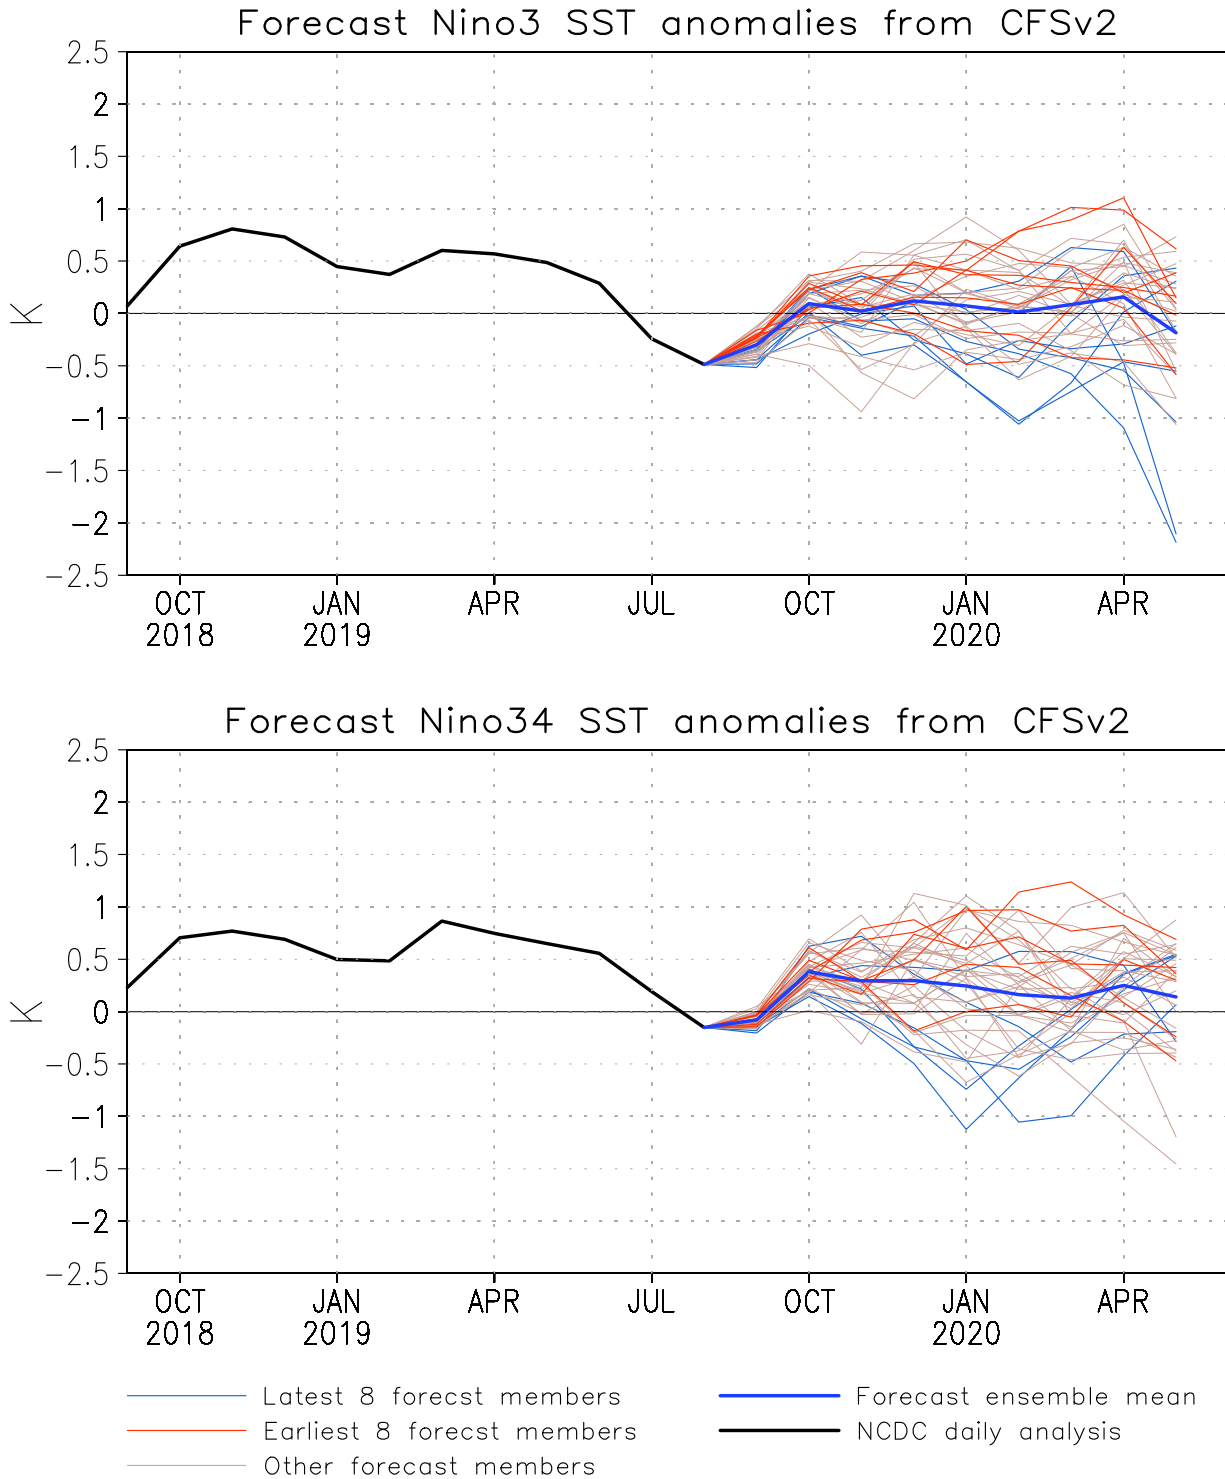 Forecast Nino3 SST anomalies from CFSv2
2.5
2
1.5
1
0.5
0
−0.5
−1
−1.5
−2
−2.5
K
OCT JAN APR JUL OCT JAN APR
2018 2019 2020
Forecast Nino34 SST anomalies from CFSv2
2.5
2
1.5
1
0.5
0
−0.5
−1
−1.5
−2
−2.5
K
OCT JAN APR JUL OCT JAN APR
2018 2019 2020
Latest 8 forecst members Forecast ensemble mean
Earliest 8 forecst members NCDC daily analysis
Other forecast members